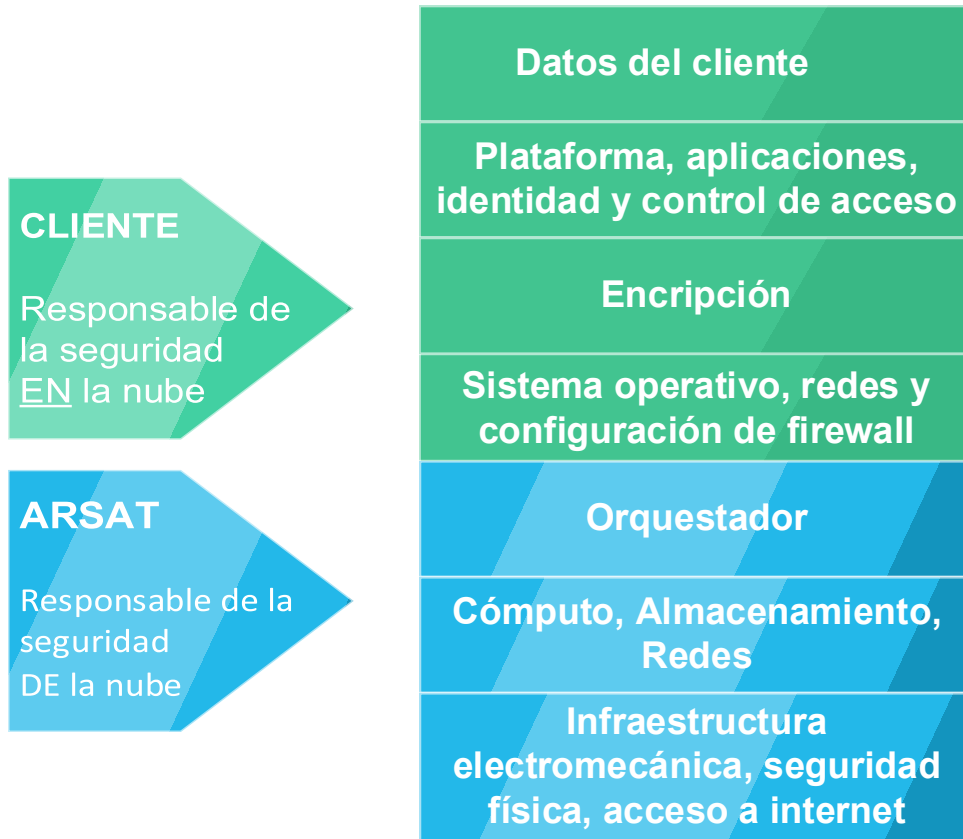 Datos del cliente
Plataforma, aplicaciones,
identidad y control de acceso
CLIENTE
Responsable de
la seguridad
EN la nube
Encripción
Sistema operativo, redes y
configuración de firewall
ARSAT
Responsable de la
seguridad
DE la nube
Orquestador
Cómputo, Almacenamiento,
Redes
Infraestructura
electromecánica, seguridad
física, acceso a internet